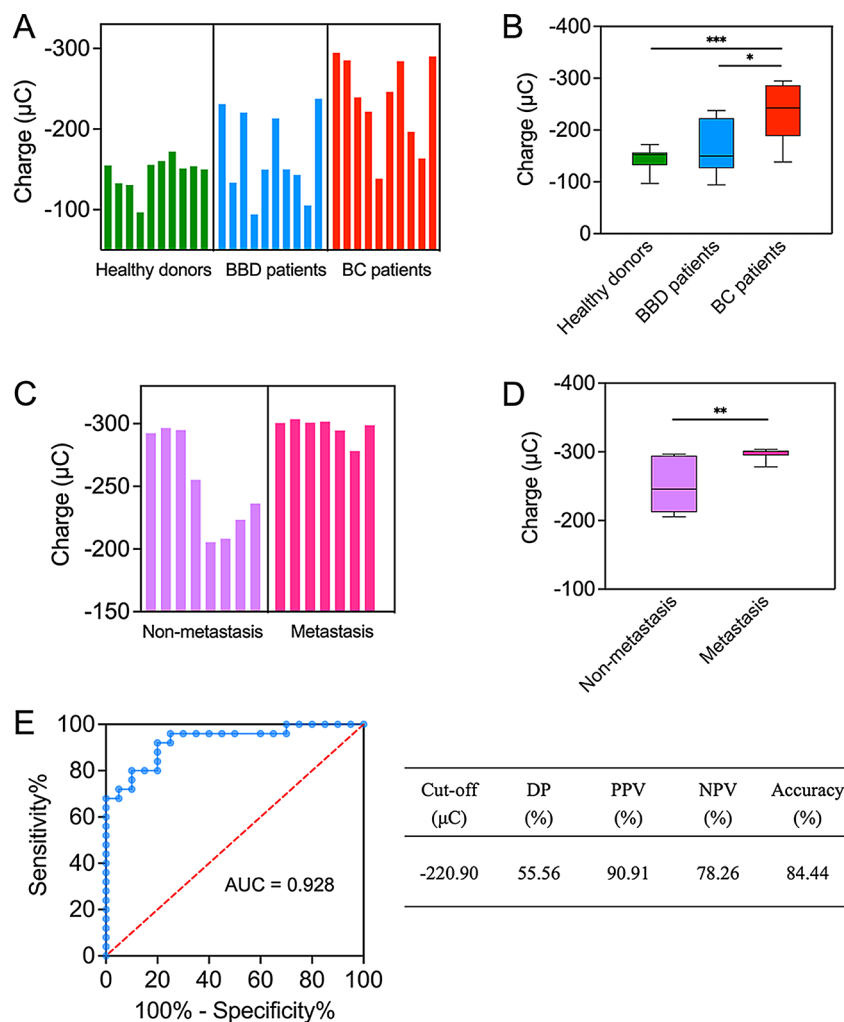 A
Charge (μC)
-300
-200
-100
Healthy donors
BBD patients
BC patients
B
Charge (μC)
-400
-300
-200
-100
0
***
*
Healthy donors
BBD patients
BC patients
C
Charge (μC)
-300
-250
-200
-150
Non-metastasis
Metastasis
D
Charge (μC)
-400
-300
-200
-100
**
Non-metastasis
Metastasis
E
Sensitivity%
100
80
60
40
20
0
AUC = 0.928
0 20 40 60 80 100
100% - Specificity%
Cut-off DP PPV NPV Accuracy
(μC) (%) (%) (%) (%)
-220.90 55.56 90.91 78.26 84.44